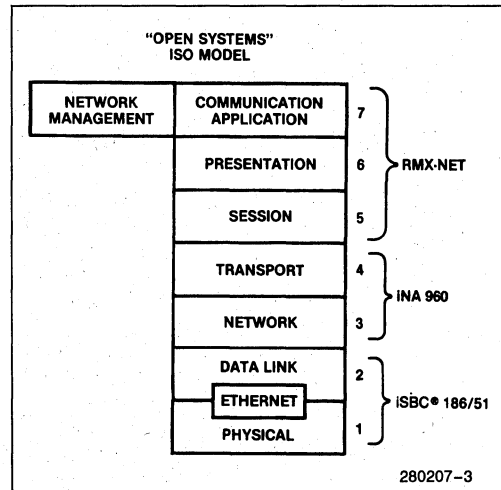 "OPEN SYSTEMS"
ISO MODEL
NETWORK
MANAGEMENT
COMMUNICATION
APPLICATION
7
PRESENTATION
6
RMX-NET
SESSION
5
TRANSPORT
4
iNA 960
NETWORK
3
DATA LINK
2
ETHERNET
iSBC® 186/51
PHYSICAL
1
280207-3